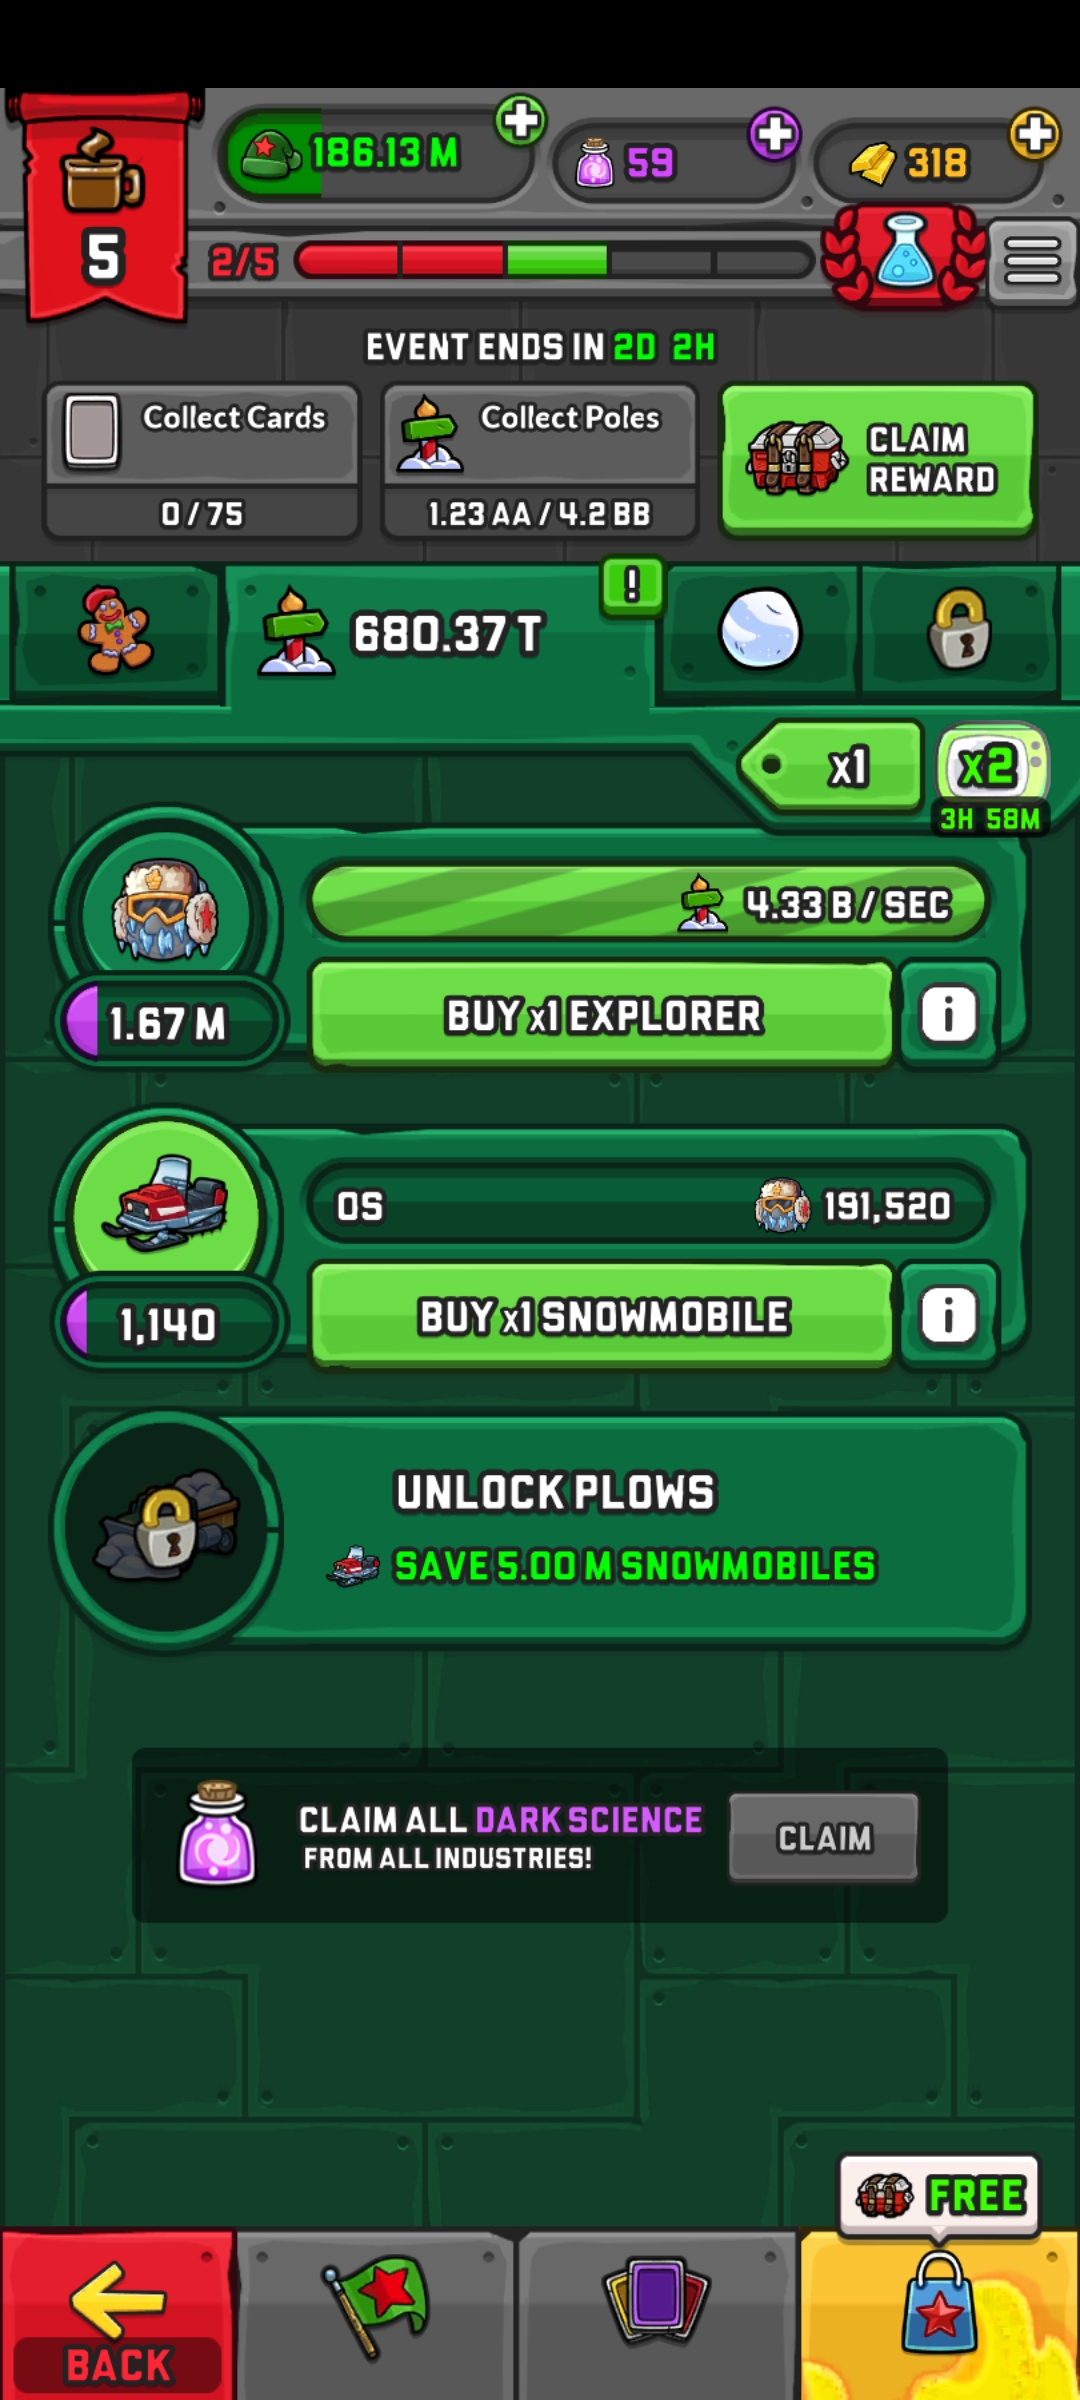 186.13 M
59
318
5
2/5
EVENT ENDS IN 2D 2H
Collect Cards
0 / 75
Collect Poles
1.23 AA / 4.2 BB
CLAIM
REWARD
680.37 T
!
x1
x2
3H 58M
4.33 B / SEC
1.67 M
BUY x1 EXPLORER
i
0S
191,520
1,140
BUY x1 SNOWMOBILE
i
UNLOCK PLOWS
SAVE 5.00 M SNOWMOBILES
CLAIM ALL DARK SCIENCE
FROM ALL INDUSTRIES!
CLAIM
FREE
BACK